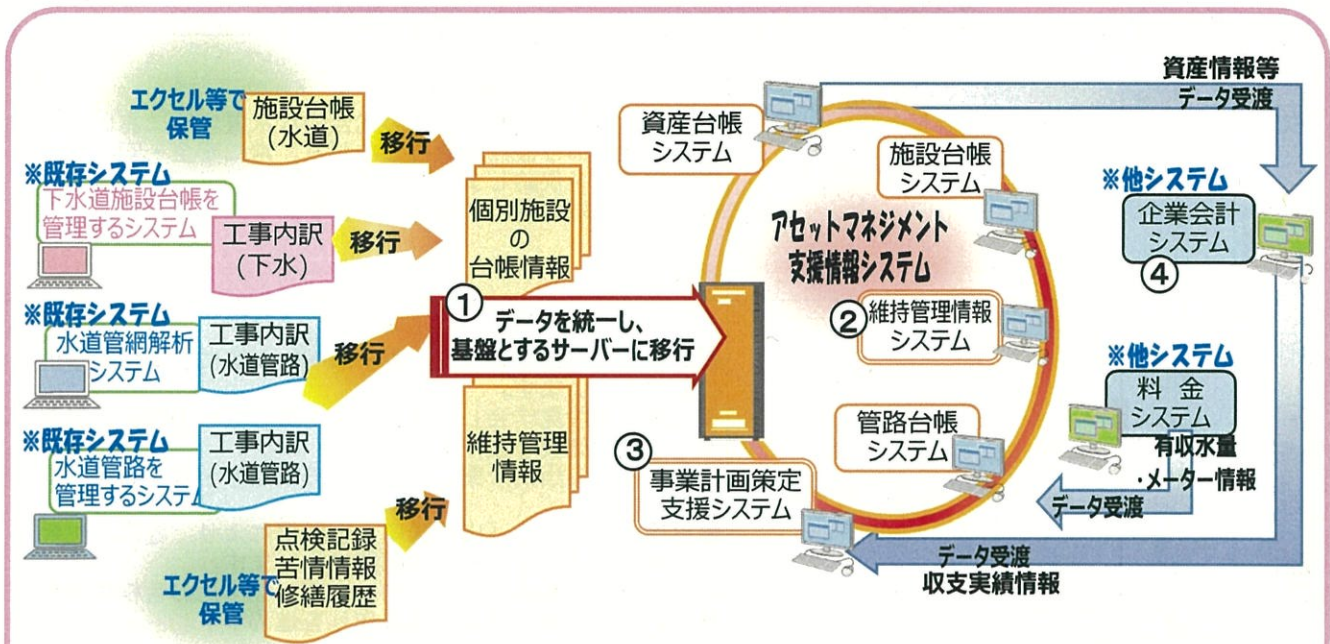 エクセル等で
保管
施設台帳
(水道)
移行
※既存システム
下水道施設台帳を
管理するシステム
工事内訳
(下水)
移行
※既存システム
水道管網解析
システム
工事内訳
(水道管路)
移行
※既存システム
水道管路を
管理するシステム
工事内訳
(水道管路)
点検記録
苦情情報
修繕履歴
エクセル等で
保管
移行
個別施設
の
台帳情報
①
データを統一し、
基盤とするサーバーに移行
維持管理
情報
資産台帳
システム
施設台帳
システム
アセットマネジメント
支援情報システム
②
維持管理情報
システム
管路台帳
システム
③
事業計画策定
支援システム
資産情報等
データ受渡
※他システム
企業会計
システム
④
※他システム
料金
システム
有収水量
・メーター情報
データ受渡
データ受渡
収支実績情報